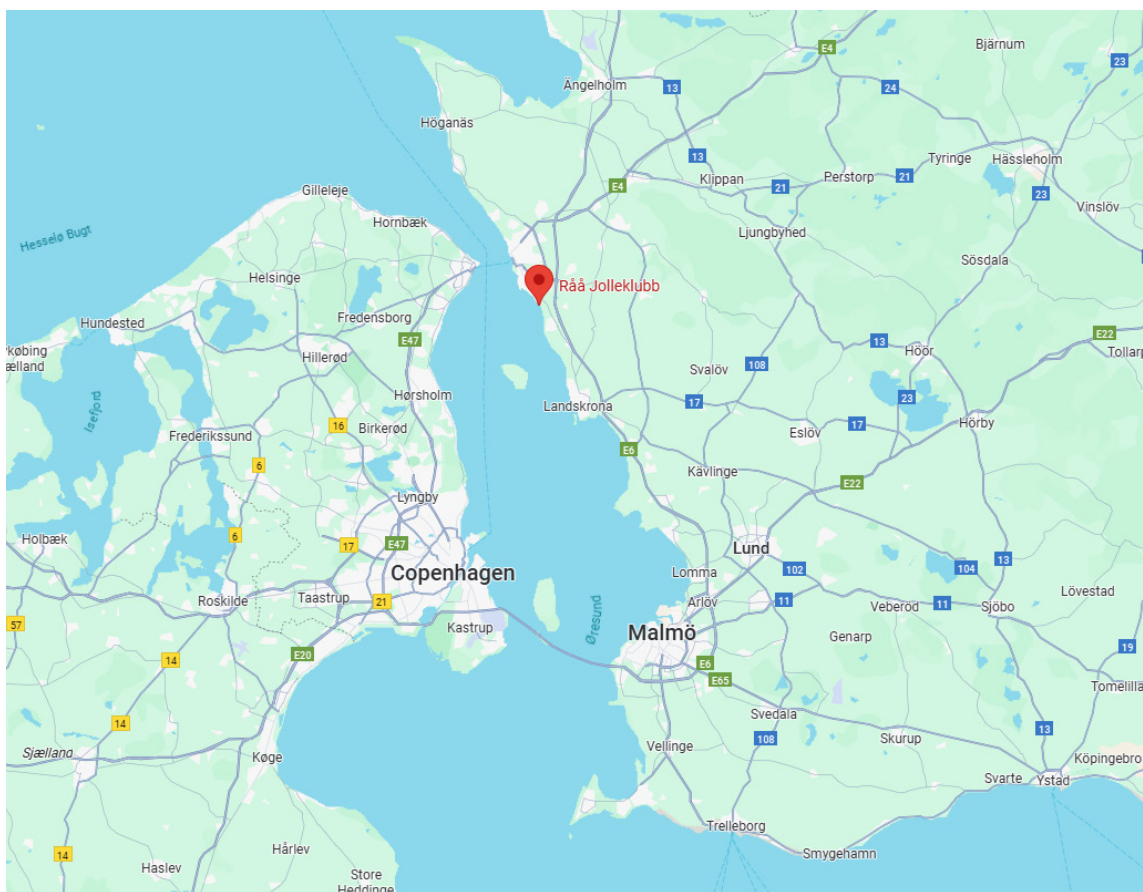 E4
Bjärnum
23
Ängelholm
13
24
Höganäs
13
Tyringe
Hässleholm
E4
Klippan
21
Perstorp
21
23
Gilleleje
Vinslöv
Hornbæk
Hesselø Bugt
Ljungbyhed
Sösdala
Helsinge
Råå Jolleklubb
Hundested
Fredensborg
E22
E47
13
Tollarp
Hillerød
Höör
108
Svalöv
Isefjord
Hørsholm
23
Landskrona
17
Frederikssund
16
Birkerød
17
Hörby
Eslöv
E6
6
Kävlinge
E22
Lyngby
6
Holbæk
17
E47
Lund
13
Copenhagen
Lomma
102
104
Roskilde
Taastrup
21
Arlöv
11
Veberöd
11
Sjöbo
Lövestad
57
Kastrup
Øresund
Malmö
Genarp
14
E20
E6
19
E65
Tomelilla
14
Svedala
13
Sjælland
Køge
Vellinge
108
Skurup
Köpingebro
Svarte
Ystad
Trelleborg
Hårlev
14
Smygehamn
Haslev
Store
Heddinge